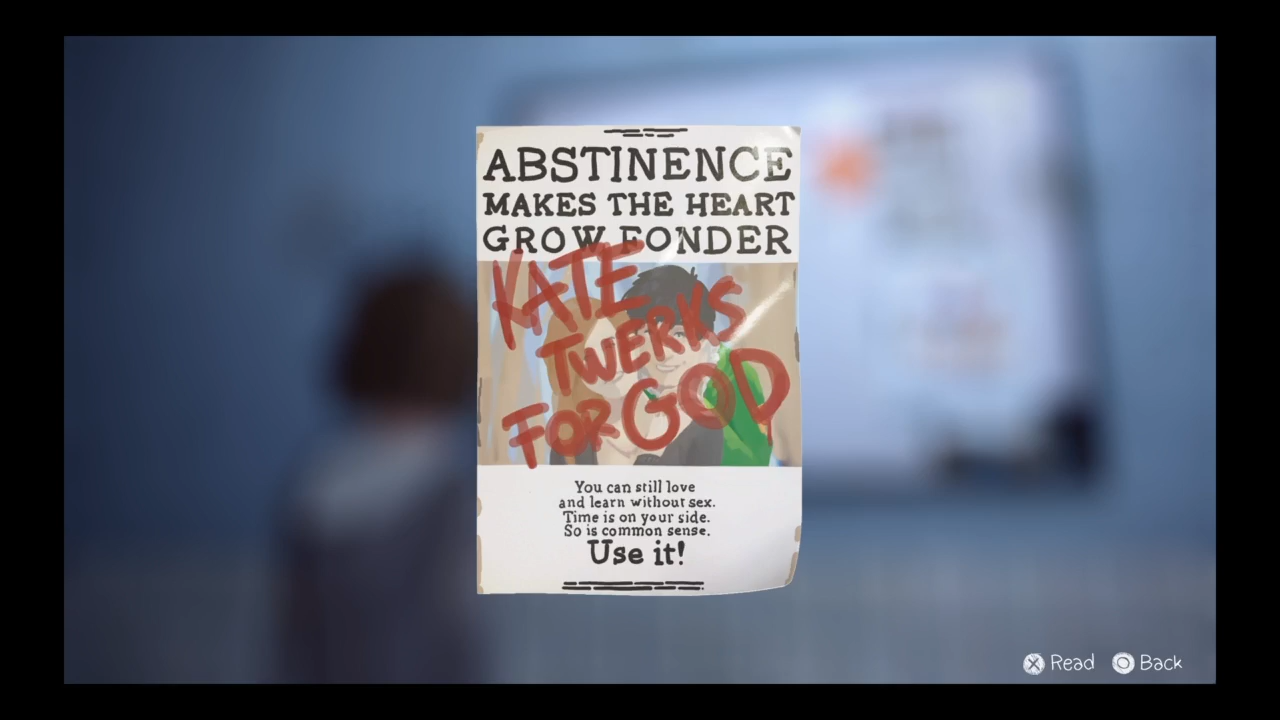 ABSTINENCE
MAKES THE HEART
GROW FONDER
KATE
TWERKS
FOR GOD
You can still love
and learn without sex.
Time is on your side.
So is common sense.
Use it!
Read
Back